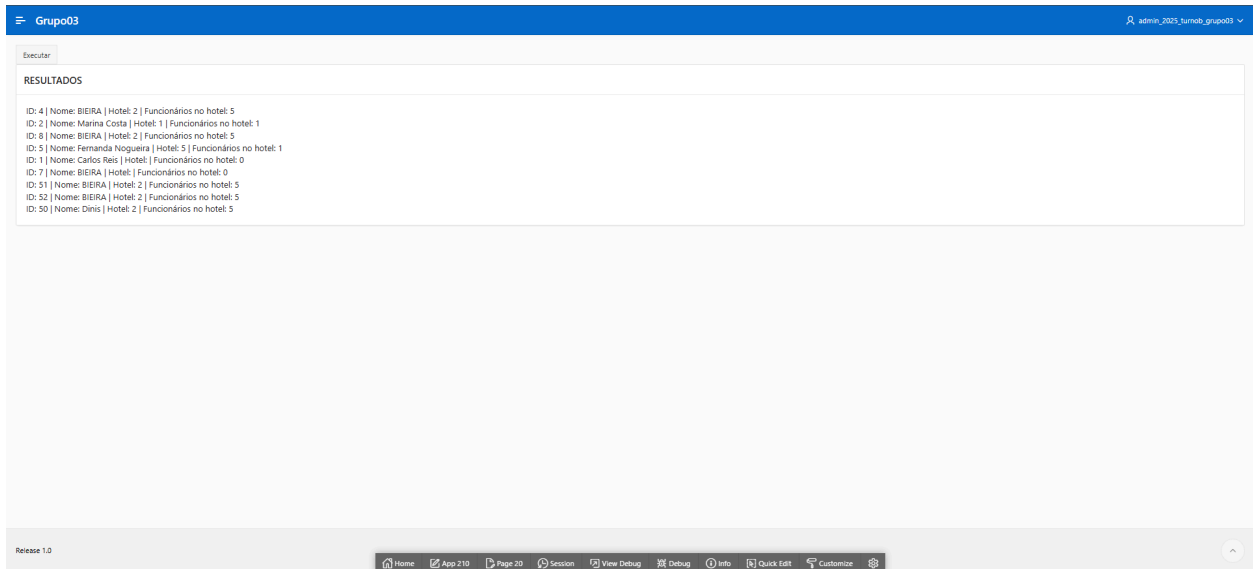 Grupo03
admin_2025_turnob_grupo03
Executar
RESULTADOS
ID: 4 | Nome: BIEIRA | Hotel: 2 | Funcionários no hotel: 5
ID: 2 | Nome: Marina Costa | Hotel: 1 | Funcionários no hotel: 1
ID: 8 | Nome: BIEIRA | Hotel: 2 | Funcionários no hotel: 5
ID: 5 | Nome: Fernanda Nogueira | Hotel: 5 | Funcionários no hotel: 1
ID: 1 | Nome: Carlos Reis | Hotel: | Funcionários no hotel: 0
ID: 7 | Nome: BIEIRA | Hotel: | Funcionários no hotel: 0
ID: 51 | Nome: BIEIRA | Hotel: 2 | Funcionários no hotel: 5
ID: 52 | Nome: BIEIRA | Hotel: 2 | Funcionários no hotel: 5
ID: 50 | Nome: Dinis | Hotel: 2 | Funcionários no hotel: 5
Release 1.0
Home App 210 Page 20 Session View Debug Debug Info Quick Edit Customize